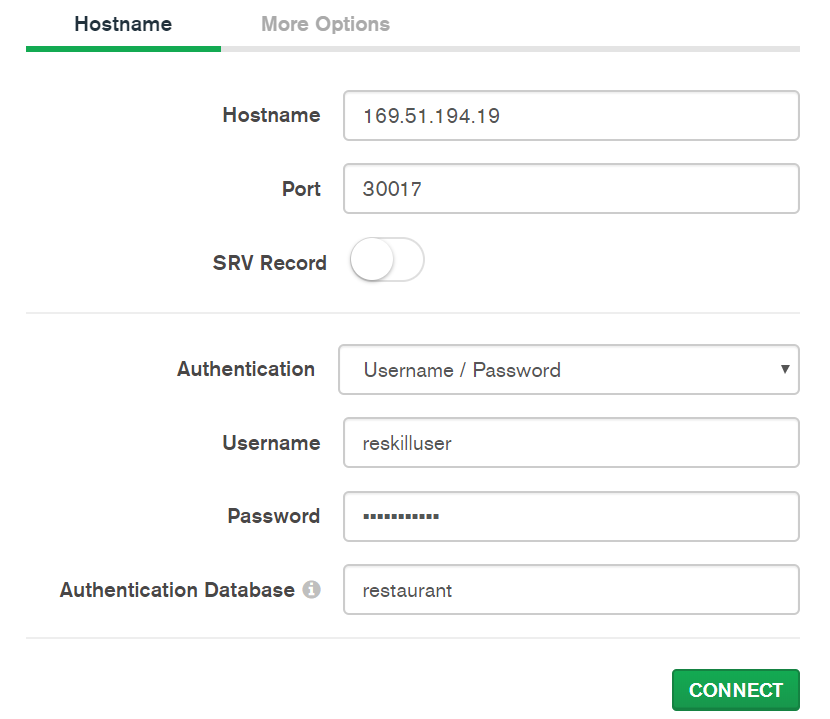 Hostname More Options
Hostname 169.51.194.19
Port 30017
SRV Record
Authentication Username / Password
Username reskilluser
Password •••••••••••
Authentication Database restaurant
CONNECT